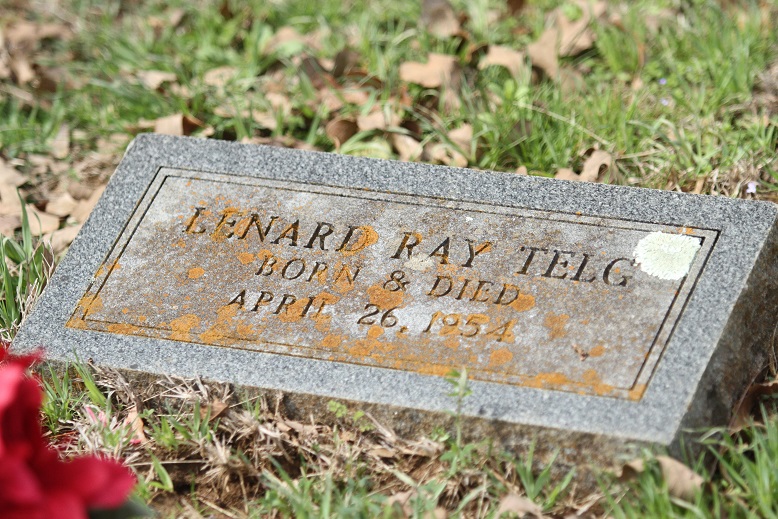 LENARD RAY TELG
BORN & DIED
APRIL 26, 1954